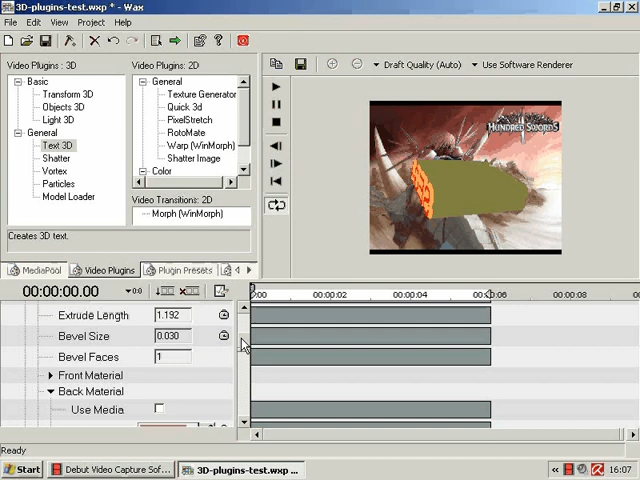 3D-plugins-test.wxp * - Wax
File Edit View Project Help
Video Plugins : 3D
Basic
Transform 3D
Objects 3D
Light 3D
General
Text 3D
Shatter
Vortex
Particles
Model Loader
Video Plugins: 2D
General
Texture Generator
Quick 3d
PixelStretch
RotoMate
Warp (WinMorph)
Shatter Image
Color
Video Transitions: 2D
Morph (WinMorph)
Creates 3D text.
MediaPool Video Plugins Plugin Presets
Draft Quality (Auto) Use Software Renderer
HUNDRED SWORDS
00:00:00.00 :0.0
:00 00:00:02 00:00:04 00:00:06 00:00:08
Extrude Length 1.192
Bevel Size 0.030
Bevel Faces 1
Front Material
Back Material
Use Media
Ready
Start Debut Video Capture Sof... 3D-plugins-test.wxp ... « 16:07